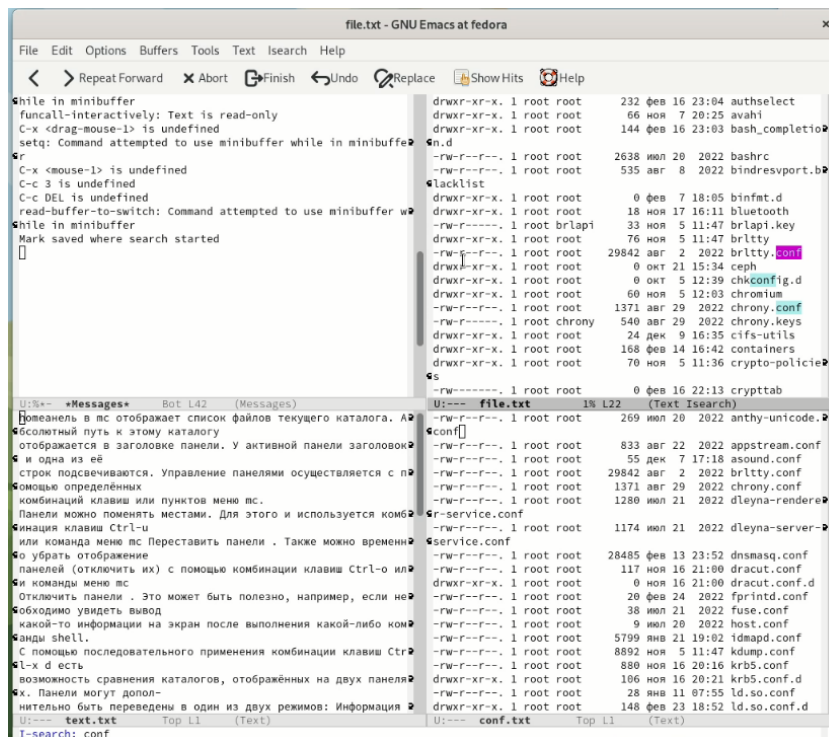 file.txt - GNU Emacs at fedora
File Edit Options Buffers Tools Text Isearch Help
Repeat Forward Abort Finish Undo Replace Show Hits Help
hile in minibuffer
funcall-interactively: Text is read-only
C-x <drag-mouse-1> is undefined
setq: Command attempted to use minibuffer while in minibuffe
r
C-x <mouse-1> is undefined
C-c 3 is undefined
C-c DEL is undefined
read-buffer-to-switch: Command attempted to use minibuffer w
hile in minibuffer
Mark saved where search started
U:%*- *Messages* Bot L42 (Messages)
drwxr-xr-x. 1 root root 232 фев 16 23:04 authselect
drwxr-xr-x. 1 root root 66 ноя 7 20:25 avahi
drwxr-xr-x. 1 root root 144 фев 16 23:03 bash_completio
n.d
-rw-r--r--. 1 root root 2638 июл 20 2022 bashrc
-rw-r--r--. 1 root root 535 авг 8 2022 bindresvport.b
lacklist
drwxr-xr-x. 1 root root 0 фев 7 18:05 binfmt.d
drwxr-xr-x. 1 root root 18 ноя 17 16:11 bluetooth
-rw-r-----. 1 root brlapi 33 ноя 5 11:47 brlapi.key
drwxr-xr-x. 1 root root 76 ноя 5 11:47 brltty
-rw-r--r--. 1 root root 29842 авг 2 2022 brltty.conf
drwxr-xr-x. 1 root root 0 окт 21 15:34 ceph
drwxr-xr-x. 1 root root 0 окт 5 12:39 chkconfig.d
drwxr-xr-x. 1 root root 60 ноя 5 12:03 chromium
-rw-r--r--. 1 root root 1371 авг 29 2022 chrony.conf
-rw-r-----. 1 root chrony 540 авг 29 2022 chrony.keys
drwxr-xr-x. 1 root root 24 дек 9 16:35 cifs-utils
drwxr-xr-x. 1 root root 168 фев 14 16:42 containers
drwxr-xr-x. 1 root root 70 ноя 5 11:36 crypto-policie
s
-rw-------. 1 root root 0 фев 16 22:13 crypttab
U:--- file.txt 1% L22 (Text Isearch)
помеанель в mc отображает список файлов текущего каталога. А
бсолютный путь к этому каталогу
отображается в заголовке панели. У активной панели заголовок
и одна из её
строк подсвечиваются. Управление панелями осуществляется с п
омощью определённых
комбинаций клавиш или пунктов меню mc.
Панели можно поменять местами. Для этого и используется комб
инация клавиш Ctrl-u
или команда меню mc Переставить панели . Также можно временн
о убрать отображение
панелей (отключить их) с помощью комбинации клавиш Ctrl-o ил
и команды меню mc
Отключить панели . Это может быть полезно, например, если не
обходимо увидеть вывод
какой-то информации на экран после выполнения какой-либо ком
анды shell.
С помощью последовательного применения комбинации клавиш Ctr
l-x d есть
возможность сравнения каталогов, отображённых на двух панеля
х. Панели могут допол-
нительно быть переведены в один из двух режимов: Информация
U:--- text.txt Top L1 (Text)
-rw-r--r--. 1 root root 269 июл 20 2022 anthy-unicode.
conf
-rw-r--r--. 1 root root 833 авг 22 2022 appstream.conf
-rw-r--r--. 1 root root 55 дек 7 17:18 asound.conf
-rw-r--r--. 1 root root 29842 авг 2 2022 brltty.conf
-rw-r--r--. 1 root root 1371 авг 29 2022 chrony.conf
-rw-r--r--. 1 root root 1280 июл 21 2022 dleyna-rendere
r-service.conf
-rw-r--r--. 1 root root 1174 июл 21 2022 dleyna-server-
service.conf
-rw-r--r--. 1 root root 28485 фев 13 23:52 dnsmasq.conf
-rw-r--r--. 1 root root 117 ноя 16 21:00 dracut.conf
drwxr-xr-x. 1 root root 0 ноя 16 21:00 dracut.conf.d
-rw-r--r--. 1 root root 20 фев 24 2022 fprintd.conf
-rw-r--r--. 1 root root 38 июл 21 2022 fuse.conf
-rw-r--r--. 1 root root 9 июл 20 2022 host.conf
-rw-r--r--. 1 root root 5799 янв 21 19:02 idmapd.conf
-rw-r--r--. 1 root root 8892 ноя 5 11:47 kdump.conf
-rw-r--r--. 1 root root 880 ноя 16 20:16 krb5.conf
drwxr-xr-x. 1 root root 106 ноя 16 20:21 krb5.conf.d
-rw-r--r--. 1 root root 28 янв 11 07:55 ld.so.conf
drwxr-xr-x. 1 root root 148 фев 23 18:52 ld.so.conf.d
U:--- conf.txt Top L1 (Text)
I-search: conf